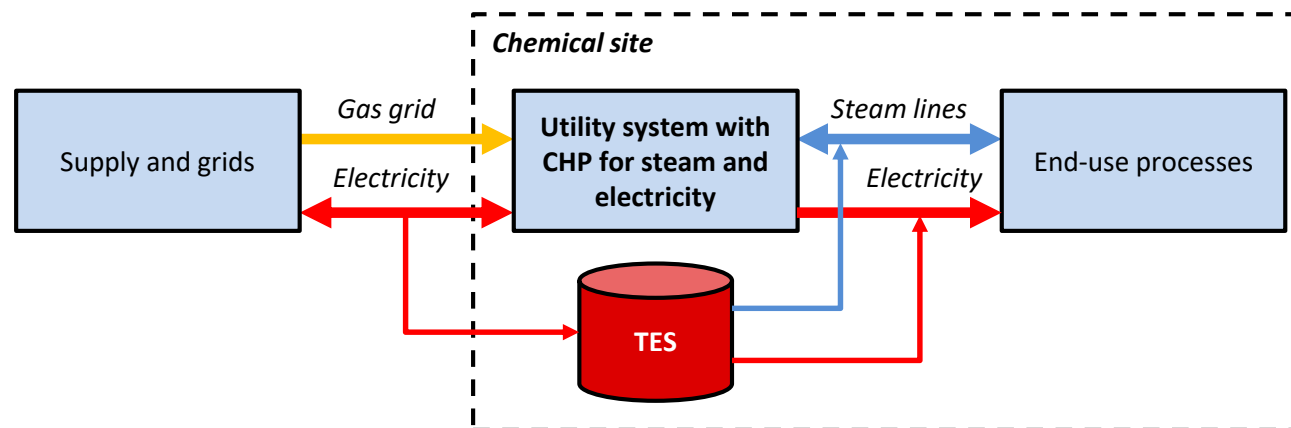 Chemical site
Gas grid
Steam lines
Supply and grids
Utility system with
CHP for steam and
electricity
End-use processes
Electricity
Electricity
TES